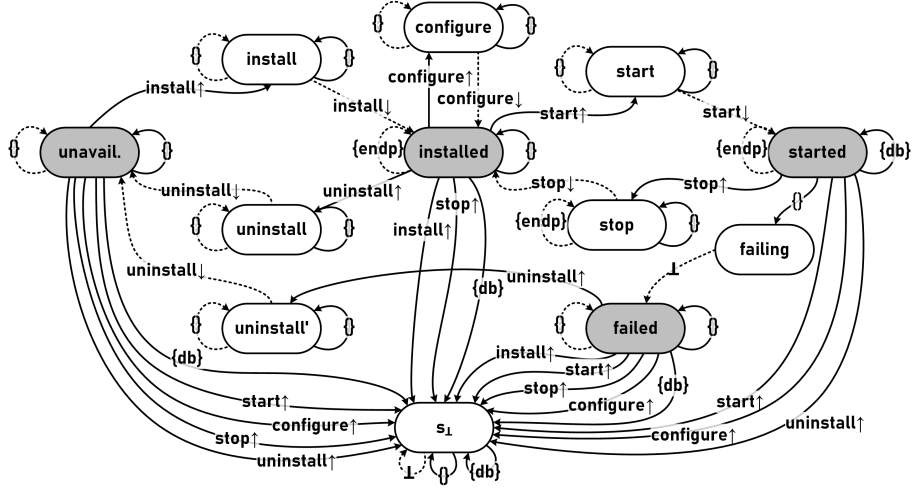 {} configure {}
{} install {}
{} start {}
configure↑
install↑
install↓
configure↓
start↑
start↓
{} unavail. {}
{endp} installed {}
{endp} started {db}
uninstall↓
uninstall↑
stop↓
stop↑
stop↑
{}
{} uninstall {}
install↑
{endp} stop {}
failing
uninstall↓
uninstall↑
⊥
{db}
{} uninstall' {}
{} failed {}
{db}
install↑
start↑
stop↑
{db}
start↑
configure↑
start↑
configure↑
s⊥
uninstall↑
stop↑
configure↑
uninstall↑
⊥ {} {db}